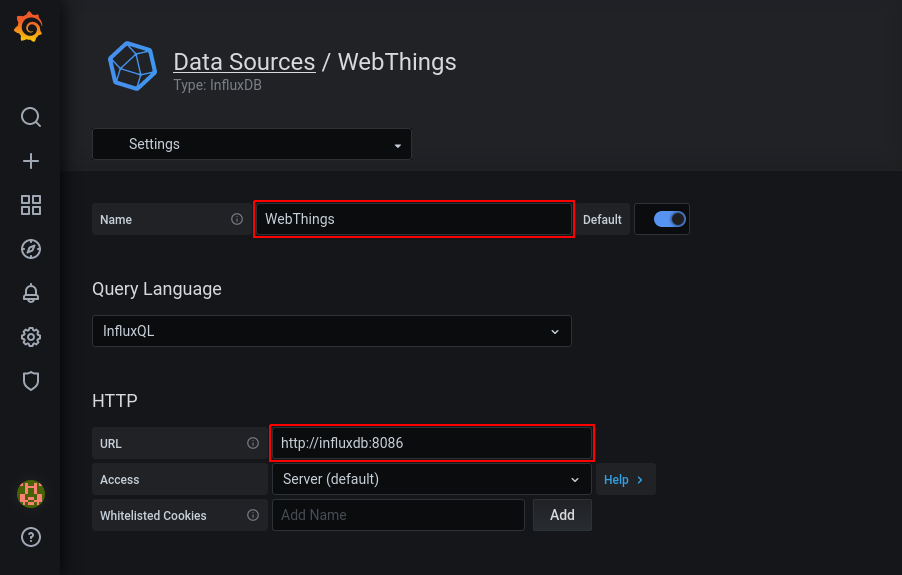 Data Sources / WebThings
Type: InfluxDB
Settings
Name WebThings Default
Query Language
InfluxQL
HTTP
URL http://influxdb:8086
Access Server (default) Help
Whitelisted Cookies Add Name Add